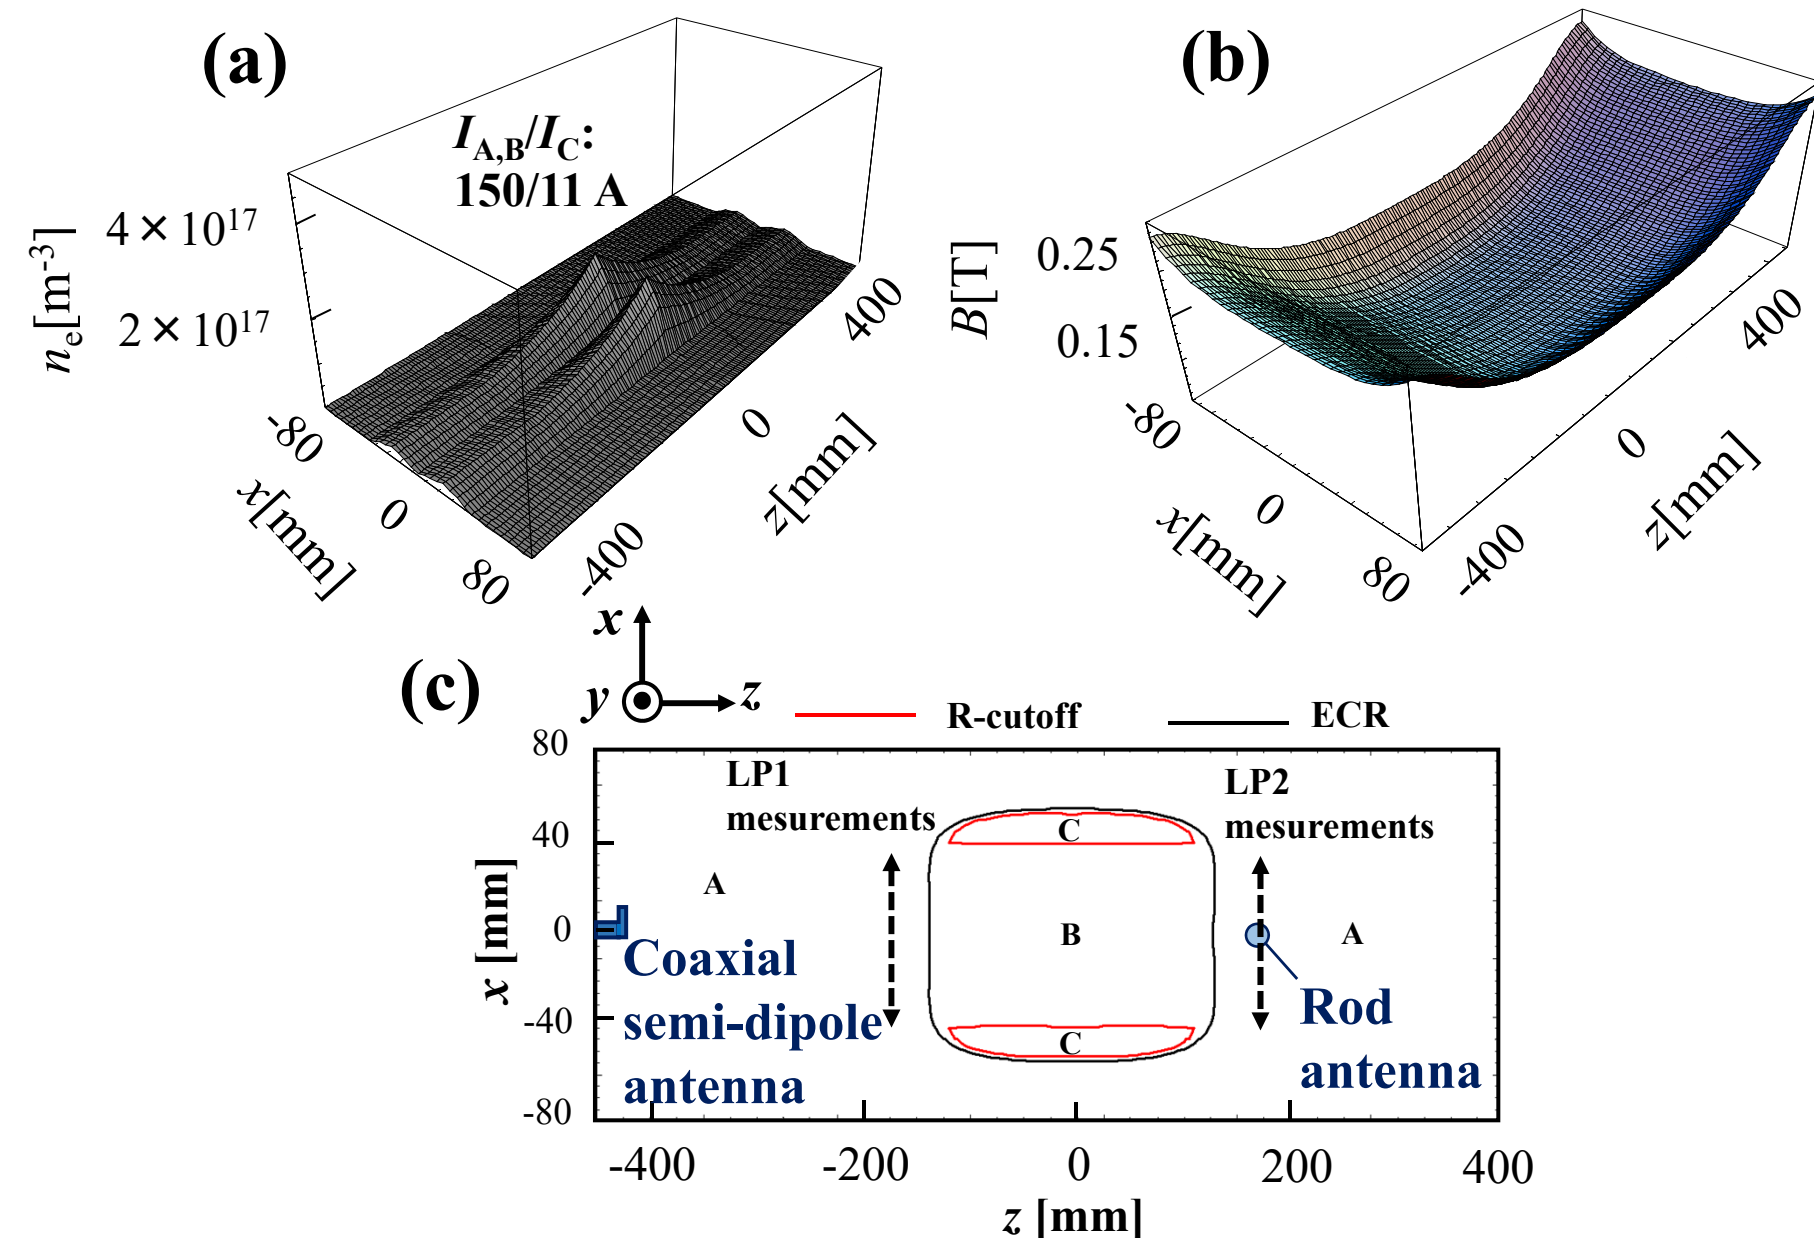 (a)
I_A,B/I_C:
150/11 A
4×10^17
2×10^17
n_e[m^-3]
-80
0
80
x[mm]
-400
0
400
z[mm]
(b)
B[T]
0.25
0.15
-80
0
80
x[mm]
-400
0
400
z[mm]
(c)
x
y
z
R-cutoff
ECR
80
40
0
-40
-80
x [mm]
LP1
mesurements
LP2
mesurements
A
B
C
C
A
Coaxial
semi-dipole
antenna
Rod
antenna
-400
-200
0
200
400
z [mm]